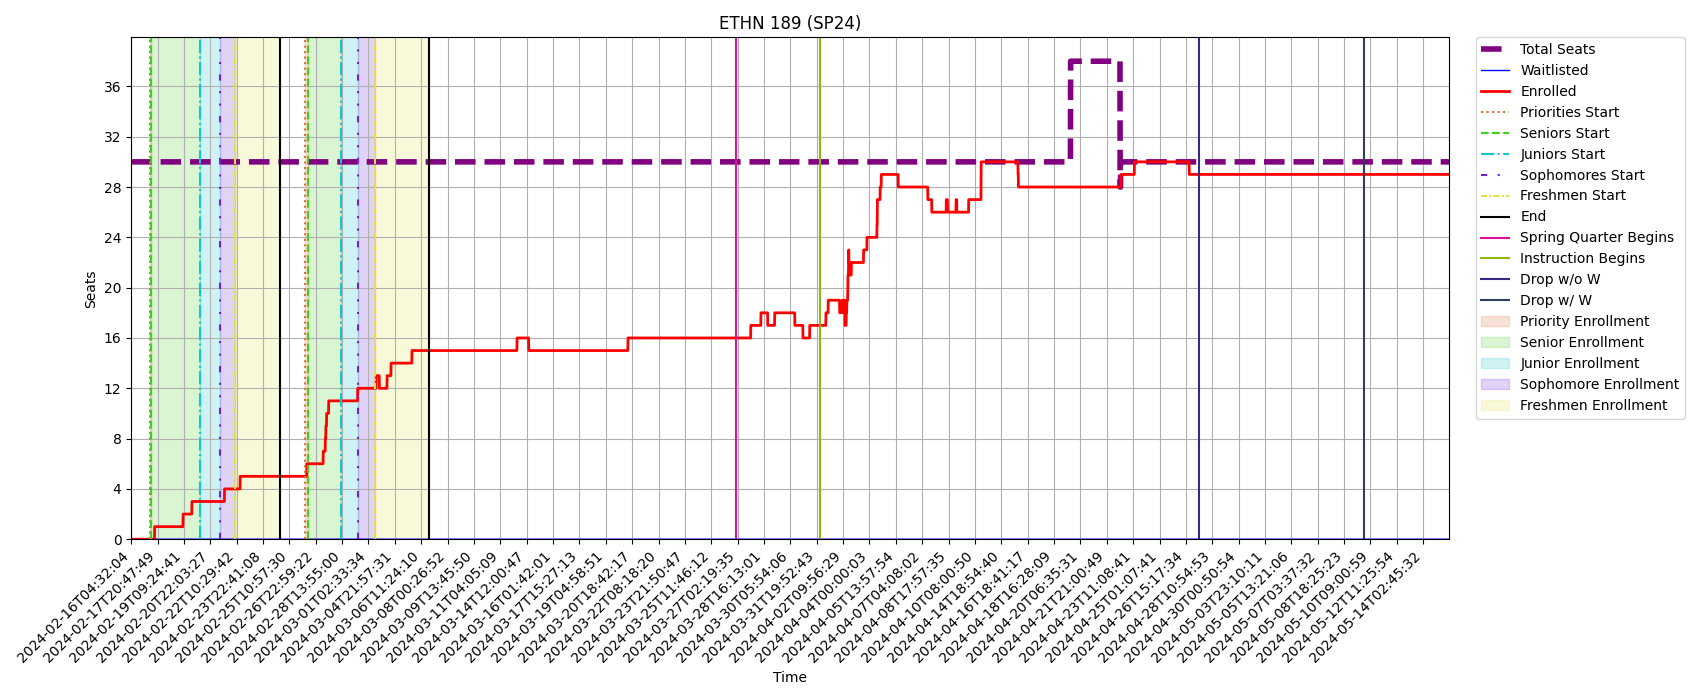 ETHN 189 (SP24)
Total Seats
Waitlisted
Enrolled
Priorities Start
Seniors Start
Juniors Start
Sophomores Start
Freshmen Start
End
Spring Quarter Begins
Instruction Begins
Drop w/o W
Drop w/ W
Priority Enrollment
Senior Enrollment
Junior Enrollment
Sophomore Enrollment
Freshmen Enrollment
Seats
36
32
28
24
20
16
12
8
4
0
2024-02-16T04:32:04
2024-02-17T20:47:49
2024-02-19T09:24:41
2024-02-20T22:03:27
2024-02-22T10:29:42
2024-02-23T22:41:08
2024-02-25T10:57:30
2024-02-26T22:59:22
2024-02-28T13:55:00
2024-03-01T02:33:34
2024-03-04T21:57:31
2024-03-06T11:24:10
2024-03-08T00:26:52
2024-03-09T13:45:50
2024-03-11T04:05:09
2024-03-14T12:00:47
2024-03-16T01:42:01
2024-03-17T15:27:13
2024-03-19T04:58:51
2024-03-20T18:42:17
2024-03-22T08:18:20
2024-03-23T21:50:47
2024-03-25T11:46:12
2024-03-27T02:19:35
2024-03-28T16:13:01
2024-03-30T05:54:06
2024-03-31T19:52:43
2024-04-02T09:56:29
2024-04-04T00:00:03
2024-04-05T13:57:54
2024-04-07T04:08:02
2024-04-08T17:57:35
2024-04-10T08:00:50
2024-04-14T18:54:40
2024-04-16T18:41:17
2024-04-18T16:28:09
2024-04-20T06:35:31
2024-04-21T21:00:49
2024-04-23T11:08:41
2024-04-25T01:07:41
2024-04-26T15:17:34
2024-04-28T10:54:53
2024-04-30T00:50:54
2024-05-03T23:10:11
2024-05-05T13:21:06
2024-05-07T03:37:32
2024-05-08T18:25:23
2024-05-10T09:00:59
2024-05-12T11:25:54
2024-05-14T02:45:32
Time